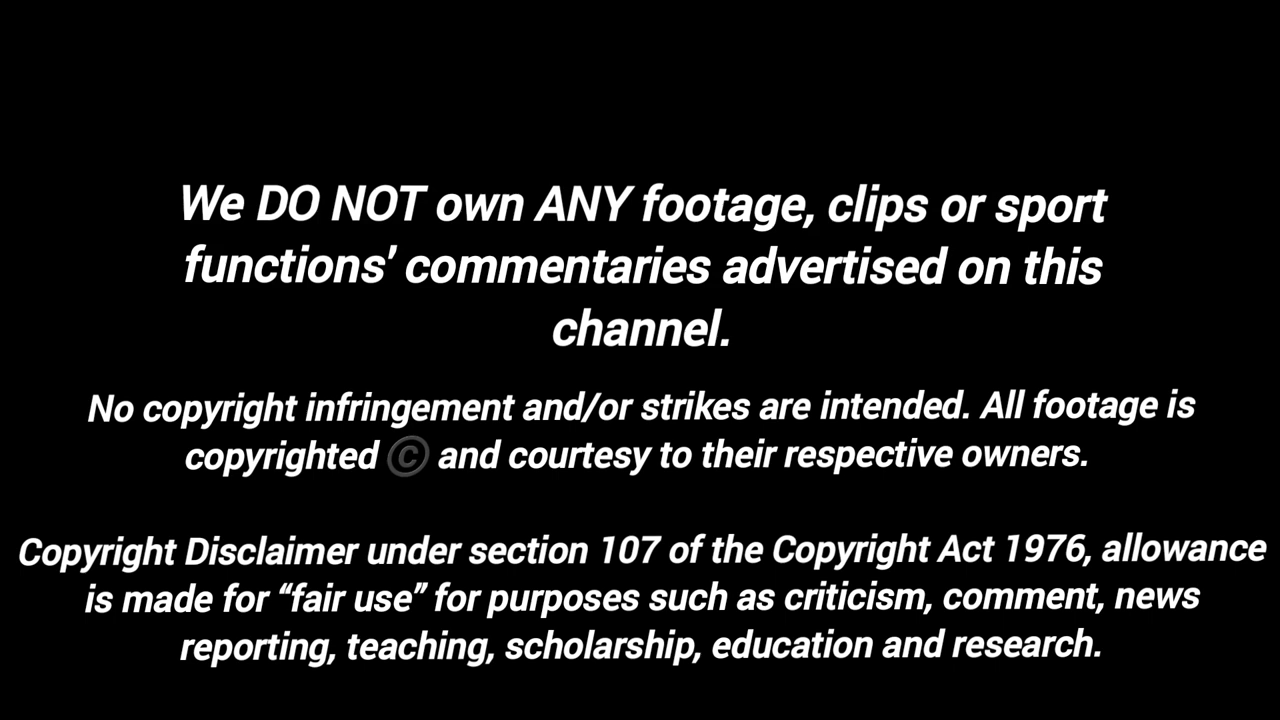 We DO NOT own ANY footage, clips or sport
functions’ commentaries advertised on this
channel.
No copyright infringement and/or strikes are intended. All footage is
copyrighted © and courtesy to their respective owners.
Copyright Disclaimer under section 107 of the Copyright Act 1976, allowance
is made for “fair use” for purposes such as criticism, comment, news
reporting, teaching, scholarship, education and research.